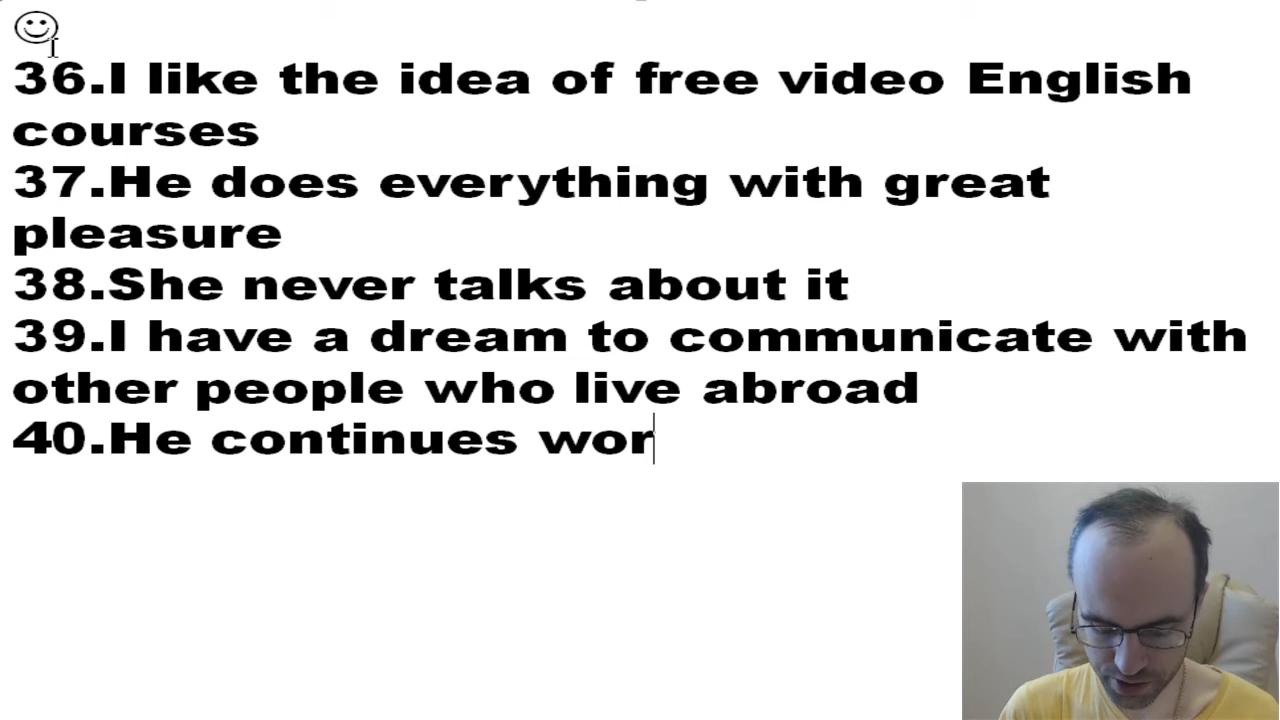 36.I like the idea of free video English
courses
37.He does everything with great
pleasure
38.She never talks about it
39.I have a dream to communicate with
other people who live abroad
40.He continues wor